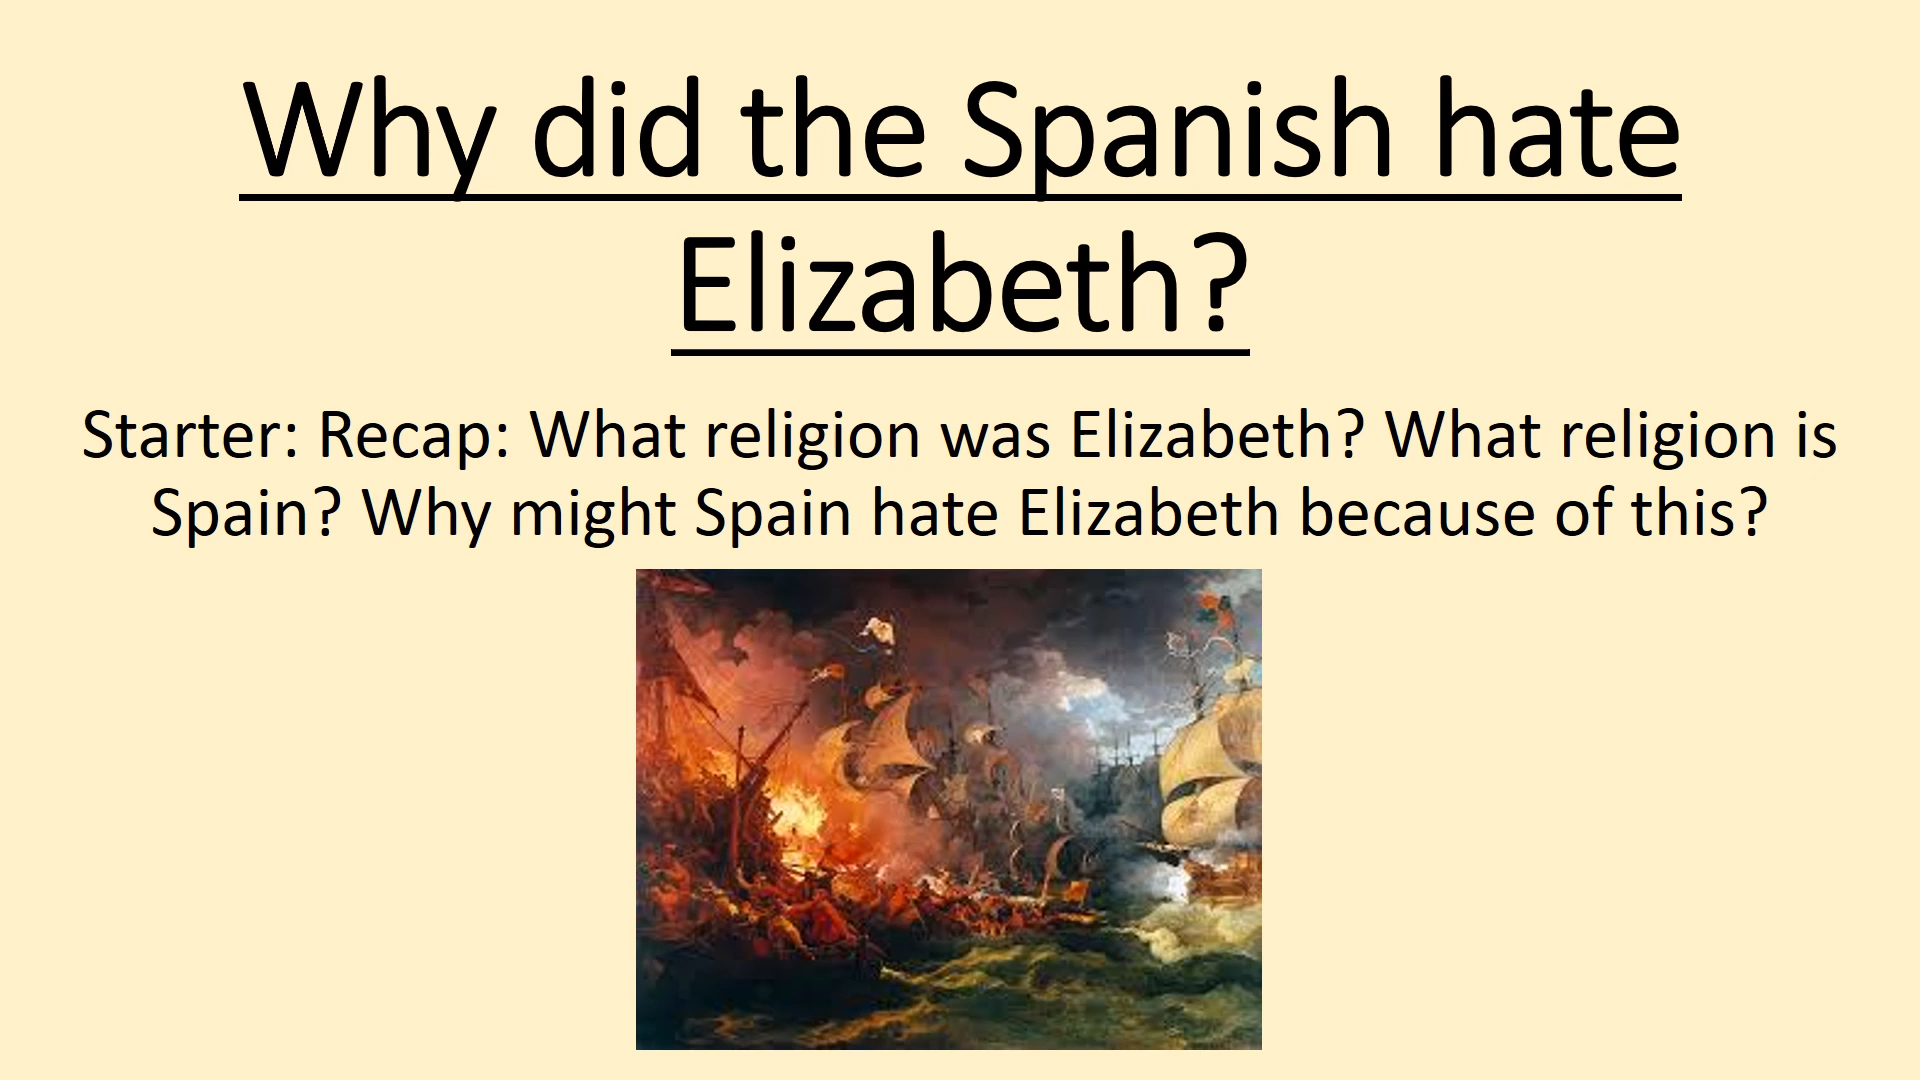 Why did the Spanish hate
Elizabeth?
Starter: Recap: What religion was Elizabeth? What religion is
Spain? Why might Spain hate Elizabeth because of this?